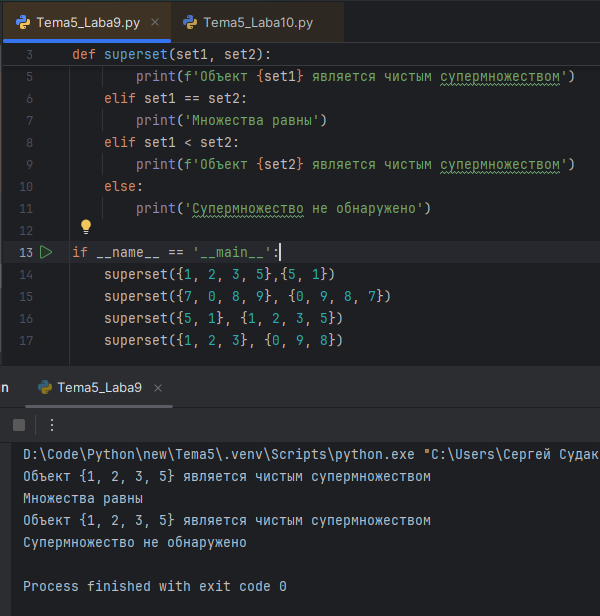 Tema5_Laba9.py × Tema5_Laba10.py
3 def superset(set1, set2):
5 print(f'Объект {set1} является чистым супермножеством')
6 elif set1 == set2:
7 print('Множества равны')
8 elif set1 < set2:
9 print(f'Объект {set2} является чистым супермножеством')
10 else:
11 print('Супермножество не обнаружено')
12
13 if __name__ == '__main__':
14 superset({1, 2, 3, 5},{5, 1})
15 superset({7, 0, 8, 9}, {0, 9, 8, 7})
16 superset({5, 1}, {1, 2, 3, 5})
17 superset({1, 2, 3}, {0, 9, 8})
n Tema5_Laba9 ×
D:\Code\Python\new\Tema5\.venv\Scripts\python.exe "C:\Users\Сергей Судак
Объект {1, 2, 3, 5} является чистым супермножеством
Множества равны
Объект {1, 2, 3, 5} является чистым супермножеством
Супермножество не обнаружено
Process finished with exit code 0